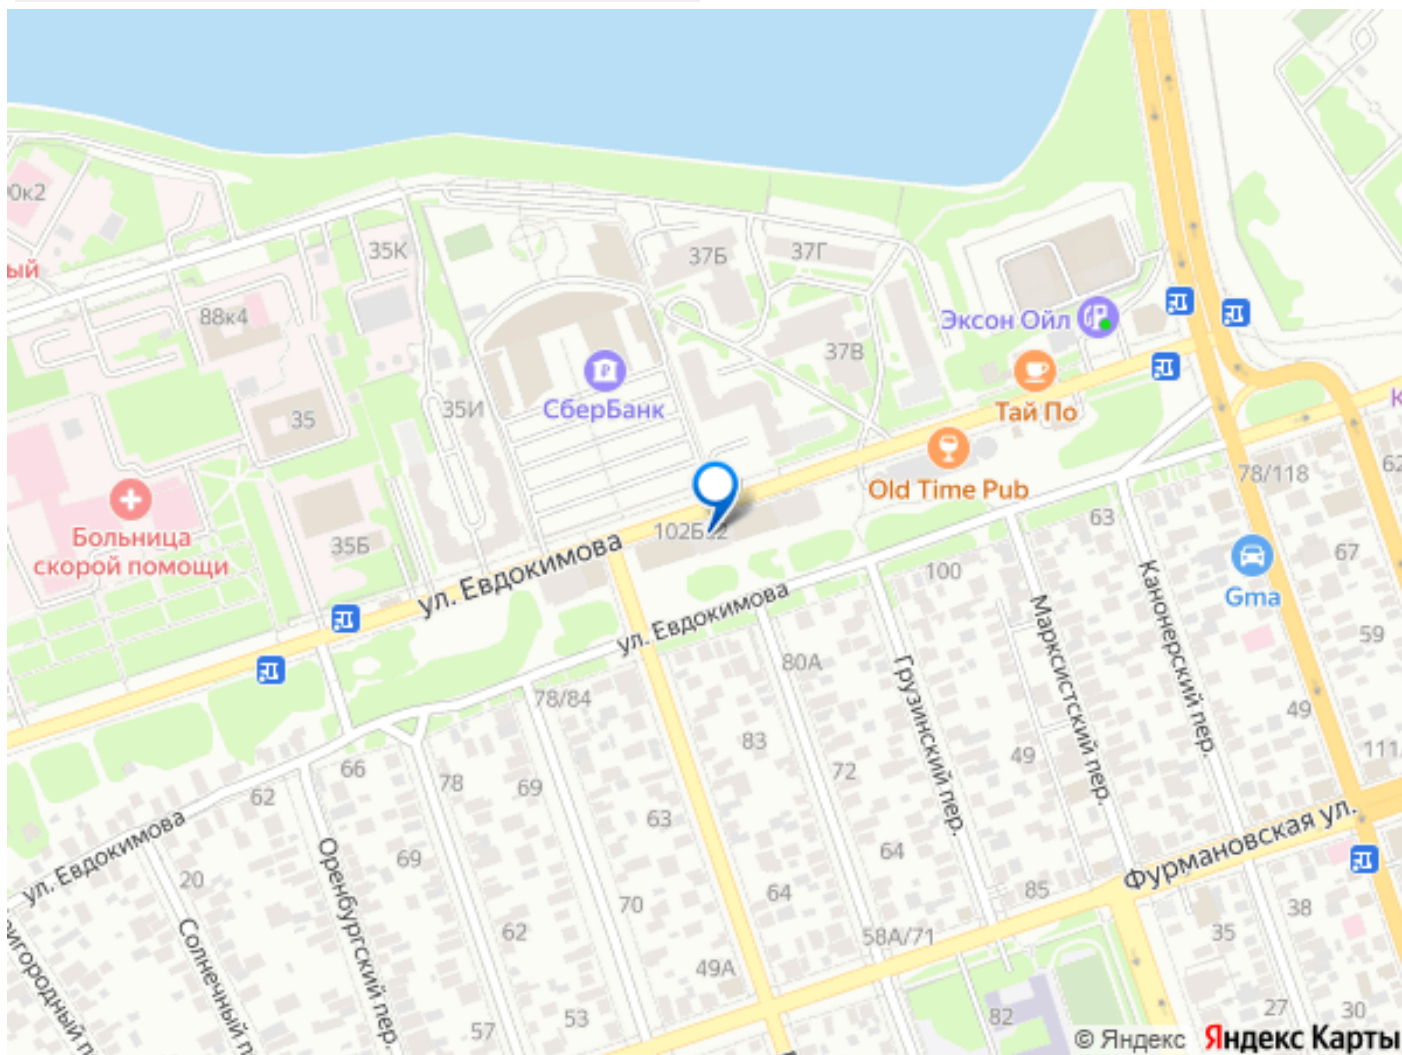 0к2
ый
35К
88к4
37Б
37Г
Эксон Ойл
37В
Тай По
СберБанк
35И
35
Old Time Pub
78/118
62
Больница
скорой помощи
35Б
ул. Евдокимова
63
67
Gma
К
100
59
ул. Евдокимова
80А
Грузинский пер.
Марксистский пер.
Канонерский пер.
78/84
83
72
49
49
111/
66
78
69
62
63
ул. Евдокимова
Оренбургский пер.
69
64
Фурмановская ул.
20
Солнечный п
70
64
85
38
62
58А/71
35
ригородный п
49А
57
53
82
27
30
© Яндекс
Яндекс Карты